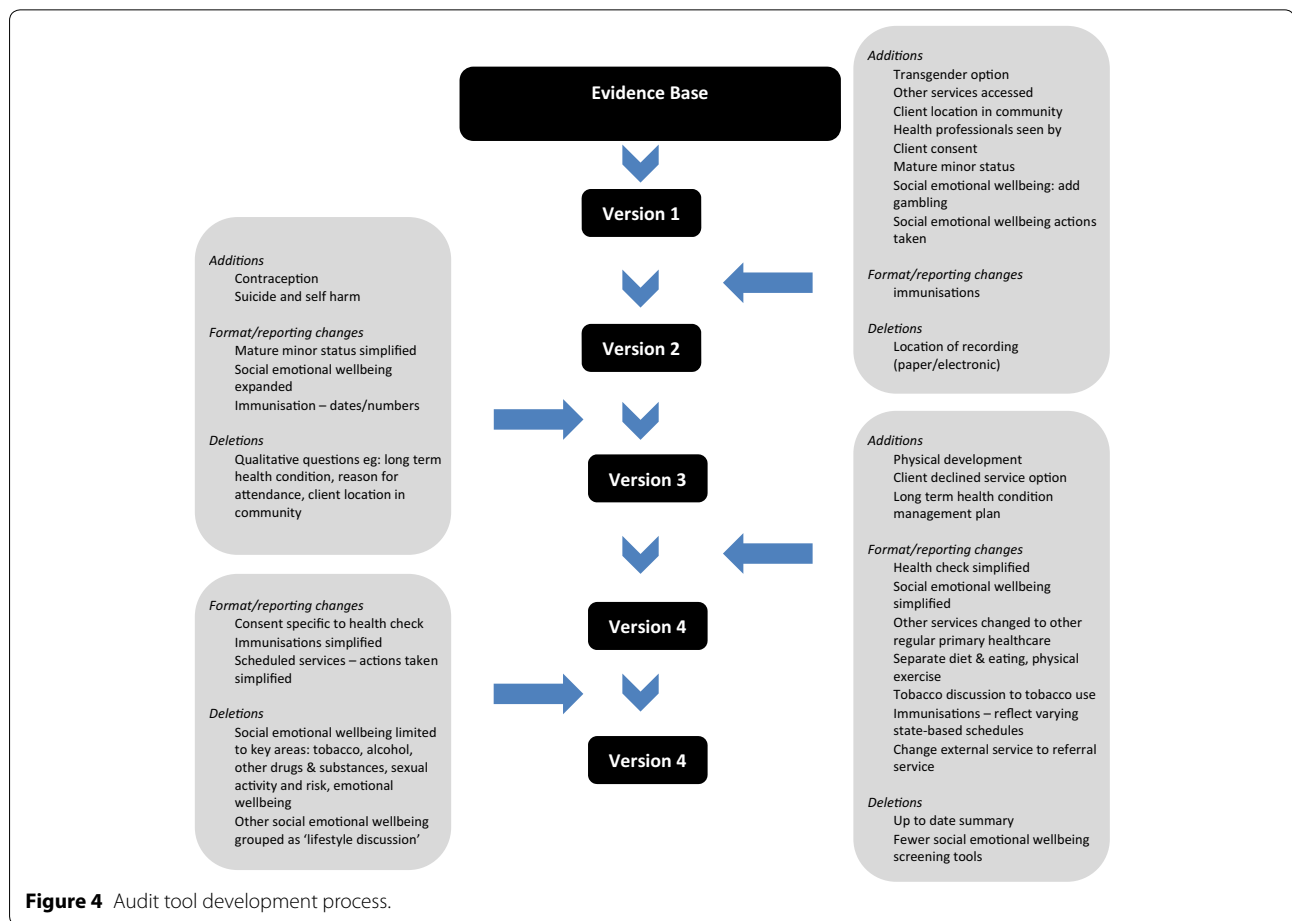 Evidence Base
Version 1
Version 2
Version 3
Version 4
Version 4
Additions
Transgender option
Other services accessed
Client location in community
Health professionals seen by
Client consent
Mature minor status
Social emotional wellbeing: add
gambling
Social emotional wellbeing actions
taken
Format/reporting changes
immunisations
Deletions
Location of recording
(paper/electronic)
Additions
Contraception
Suicide and self harm
Format/reporting changes
Mature minor status simplified
Social emotional wellbeing
expanded
Immunisation – dates/numbers
Deletions
Qualitative questions eg: long term
health condition, reason for
attendance, client location in
community
Additions
Physical development
Client declined service option
Long term health condition
management plan
Format/reporting changes
Health check simplified
Social emotional wellbeing
simplified
Other services changed to other
regular primary healthcare
Separate diet & eating, physical
exercise
Tobacco discussion to tobacco use
Immunisations – reflect varying
state-based schedules
Change external service to referral
service
Deletions
Up to date summary
Fewer social emotional wellbeing
screening tools
Format/reporting changes
Consent specific to health check
Immunisations simplified
Scheduled services – actions taken
simplified
Deletions
Social emotional wellbeing limited
to key areas: tobacco, alcohol,
other drugs & substances, sexual
activity and risk, emotional
wellbeing
Other social emotional wellbeing
grouped as ‘lifestyle discussion’
Figure 4 Audit tool development process.